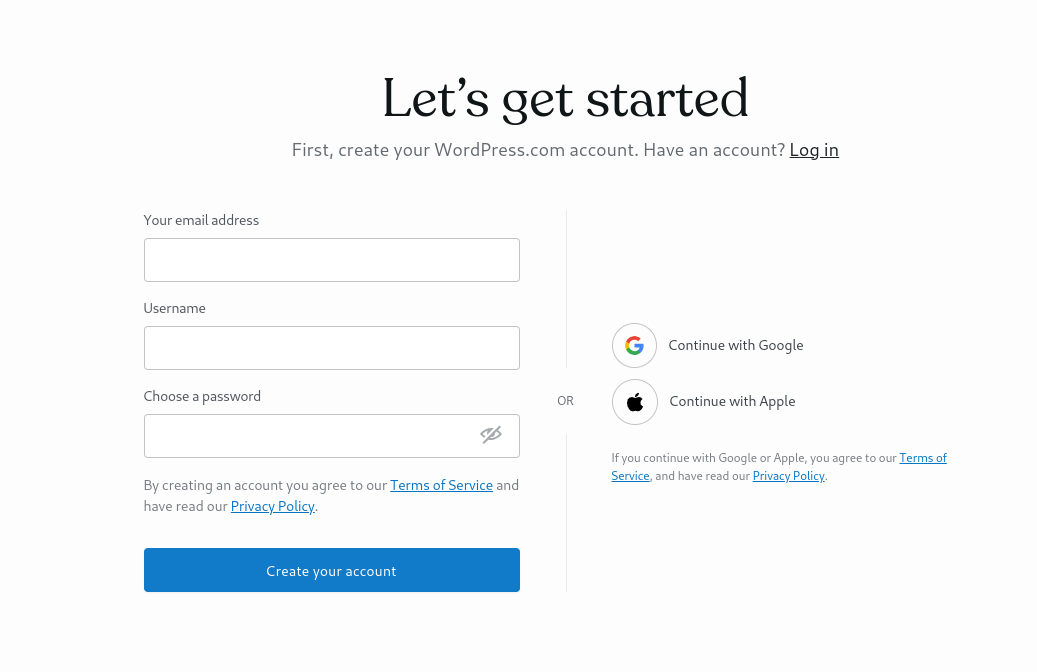 Let’s get started
First, create your WordPress.com account. Have an account? Log in
Your email address
Username
Choose a password
By creating an account you agree to our Terms of Service and
have read our Privacy Policy.
Create your account
OR
Continue with Google
Continue with Apple
If you continue with Google or Apple, you agree to our Terms of
Service, and have read our Privacy Policy.